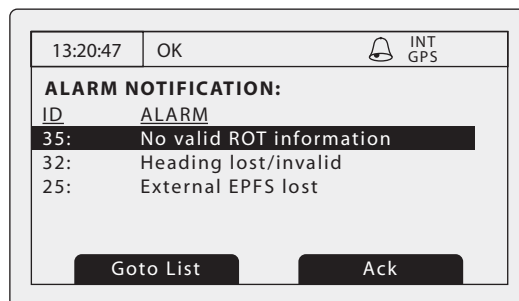 13:20:47 OK INT
GPS
ALARM NOTIFICATION:
ID ALARM
35: No valid ROT information
32: Heading lost/invalid
25: External EPFS lost
Goto List Ack